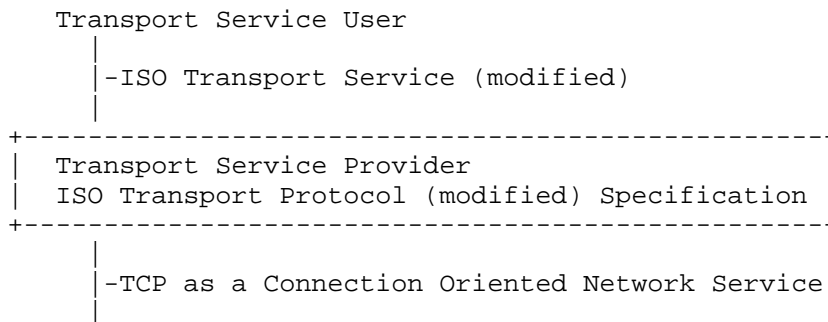 Transport Service User
|
|-ISO Transport Service (modified)
|
+---------------------------------------------------
| Transport Service Provider
| ISO Transport Protocol (modified) Specification
+---------------------------------------------------
|
|-TCP as a Connection Oriented Network Service
|